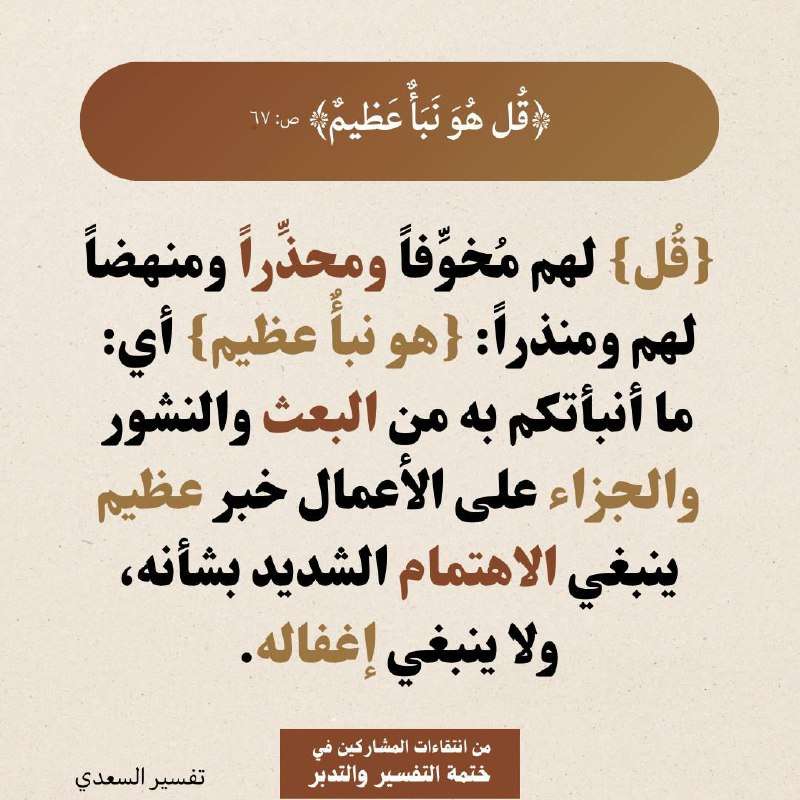 ﴿قُل هُوَ نَبَأٌ عَظِيمٌ﴾ ص: ٦٧
{قُل} لهم مُخوِّفاً ومحذِّراً ومنهضاً
لهم ومنذراً: {هو نبأٌ عظيم} أي:
ما أنبأتكم به من البعث والنشور
والجزاء على الأعمال خبر عظيم
ينبغي الاهتمام الشديد بشأنه،
ولا ينبغي إغفاله.
من انتقاءات المشاركين في
ختمة التفسير والتدبر
تفسير السعدي